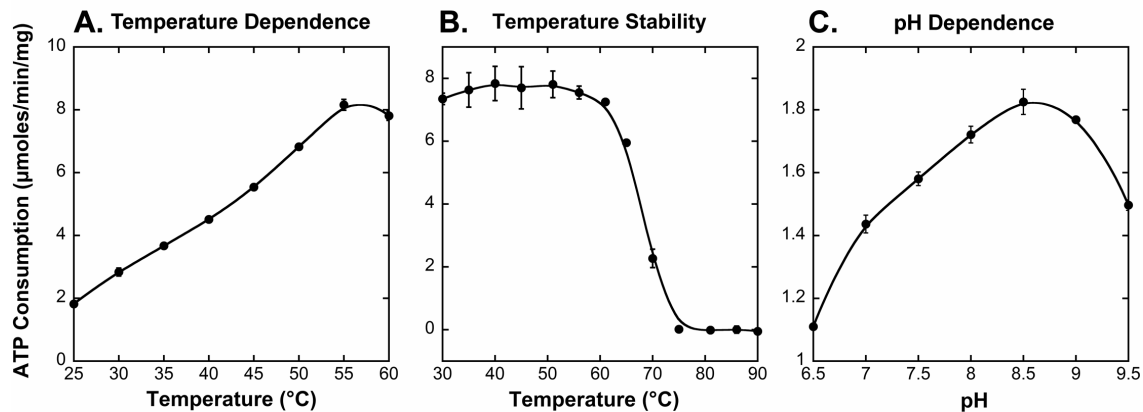 A. Temperature Dependence
B. Temperature Stability
C. pH Dependence
ATP Consumption (µmoles/min/mg)
10
8
6
4
2
0
25 30 35 40 45 50 55 60
Temperature (°C)
8
6
4
2
0
30 40 50 60 70 80 90
Temperature (°C)
2
1.8
1.6
1.4
1.2
1
6.5 7 7.5 8 8.5 9 9.5
pH